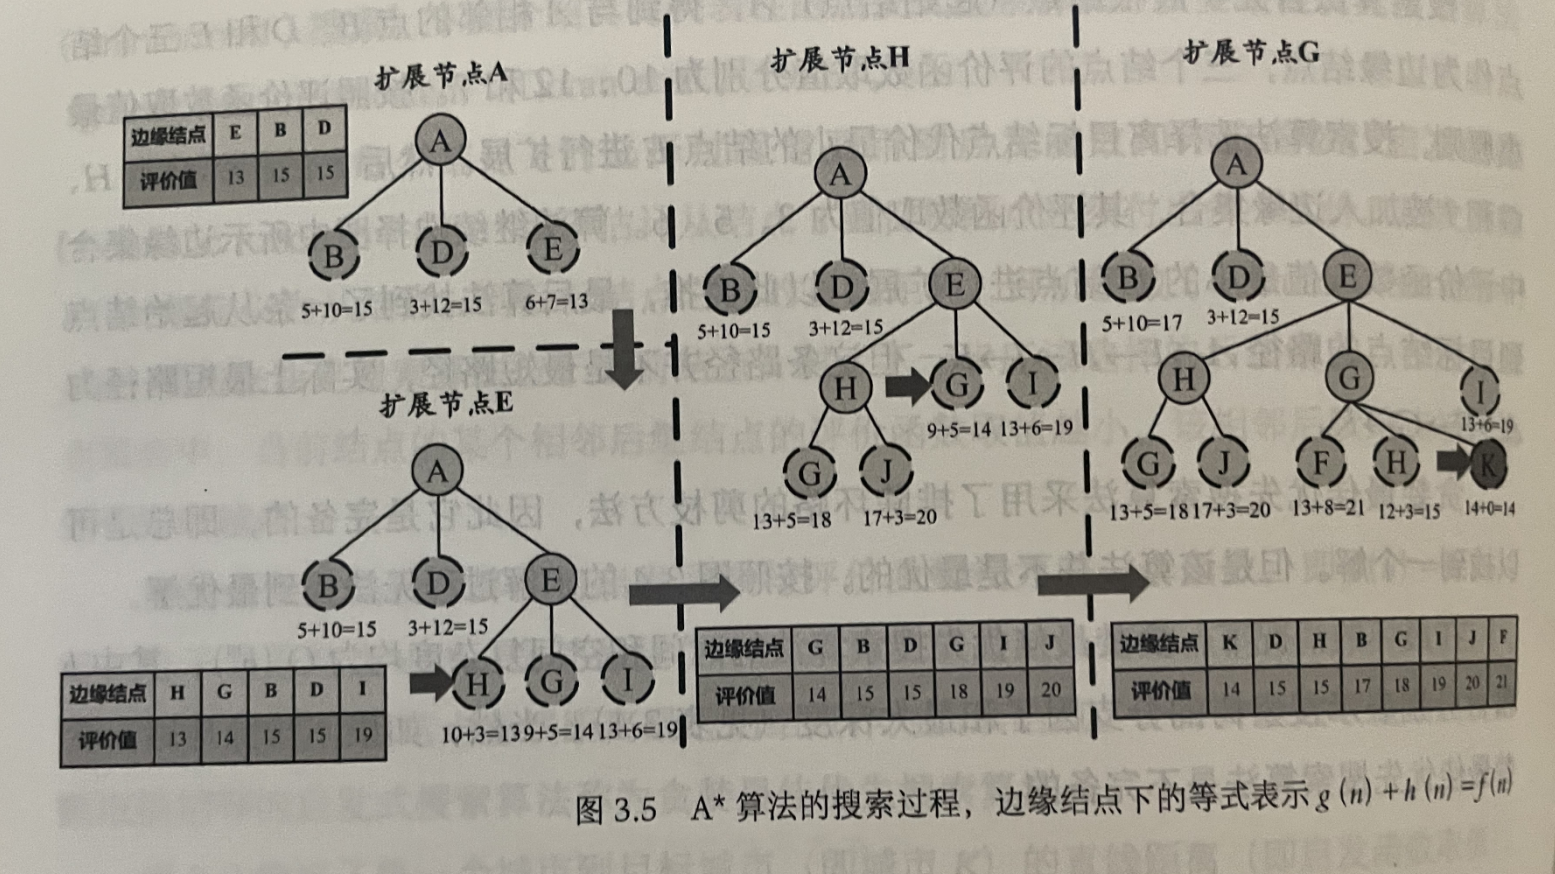 扩展节点A
边缘结点 E B D
评价值 13 15 15
A
B D E
5+10=15 3+12=15 6+7=13
扩展节点E
A
B D E
5+10=15 3+12=15
H G I
10+3=13 9+5=14 13+6=19
边缘结点 H G B D I
评价值 13 14 15 15 19
扩展节点H
A
B D E
5+10=15 3+12=15
H G I
9+5=14 13+6=19
G J
13+5=18 17+3=20
边缘结点 G B D G I J
评价值 14 15 15 18 19 20
扩展节点G
A
B D E
5+10=17 3+12=15
H G I
13+6=19
G J F H K
13+5=18 17+3=20 13+8=21 12+3=15 14+0=14
边缘结点 K D H B G I J F
评价值 14 15 15 17 18 19 20 21
图 3.5 A* 算法的搜索过程，边缘结点下的等式表示 g (n) + h (n) = f (n)